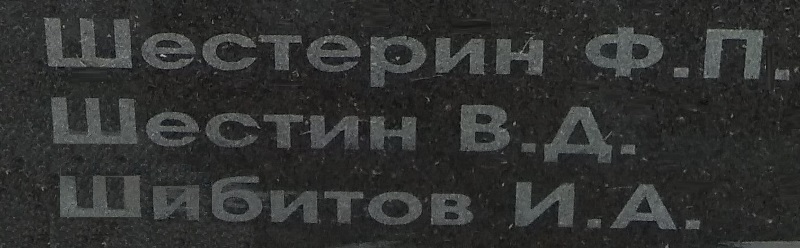 Шестерин Ф.П.
Шестин В.Д.
Шибитов И.А.